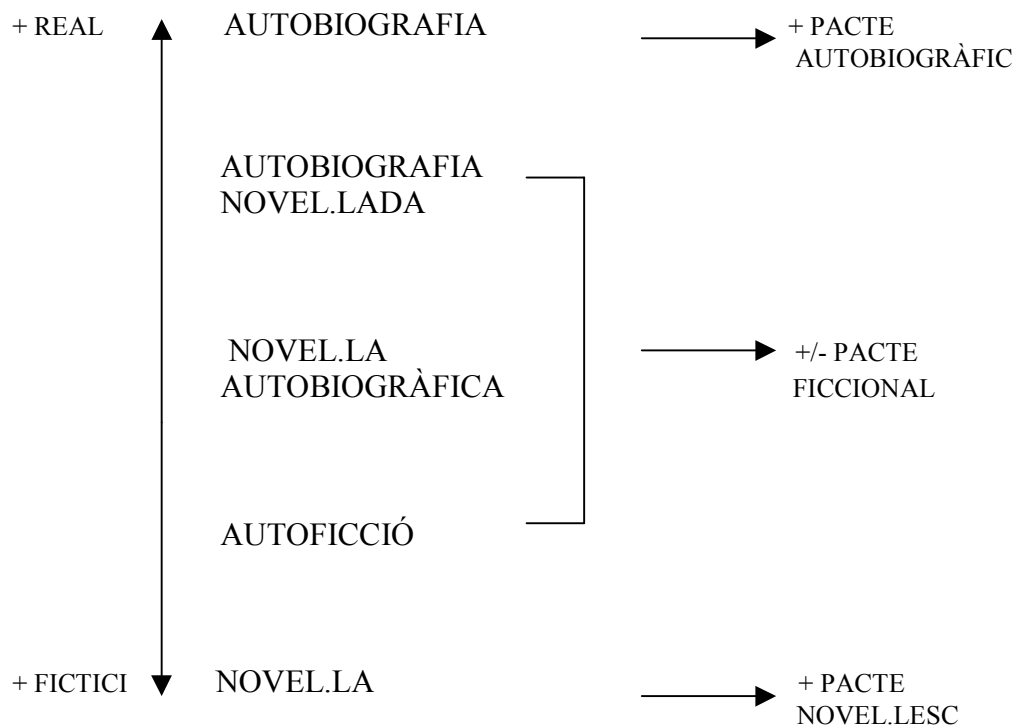 + REAL
AUTOBIOGRAFIA
+ PACTE
AUTOBIOGRÀFIC
AUTOBIOGRAFIA
NOVEL.LADA
NOVEL.LA
AUTOBIOGRÀFICA
+/- PACTE
FICCIONAL
AUTOFICCIÓ
+ FICTICI
NOVEL.LA
+ PACTE
NOVEL.LESC